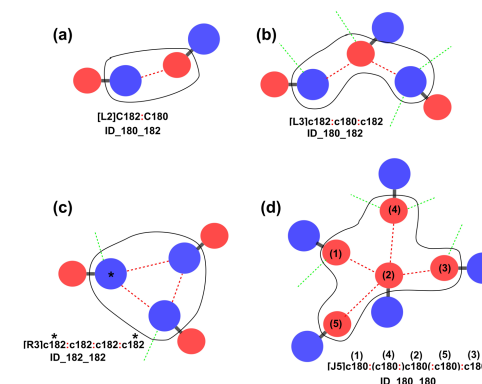 (a)
[L2]C182:C180
ID_180_182
(b)
[L3]c182:c180:c182
ID_180_182
(c)
*
* *
[R3]c182:c182:c182:c182
ID_182_182
(d)
(4)
(1)
(2)
(3)
(5)
(1) (4) (2) (5) (3)
[J5]c180:(c180:)c180(:c180):c180
ID_180_180